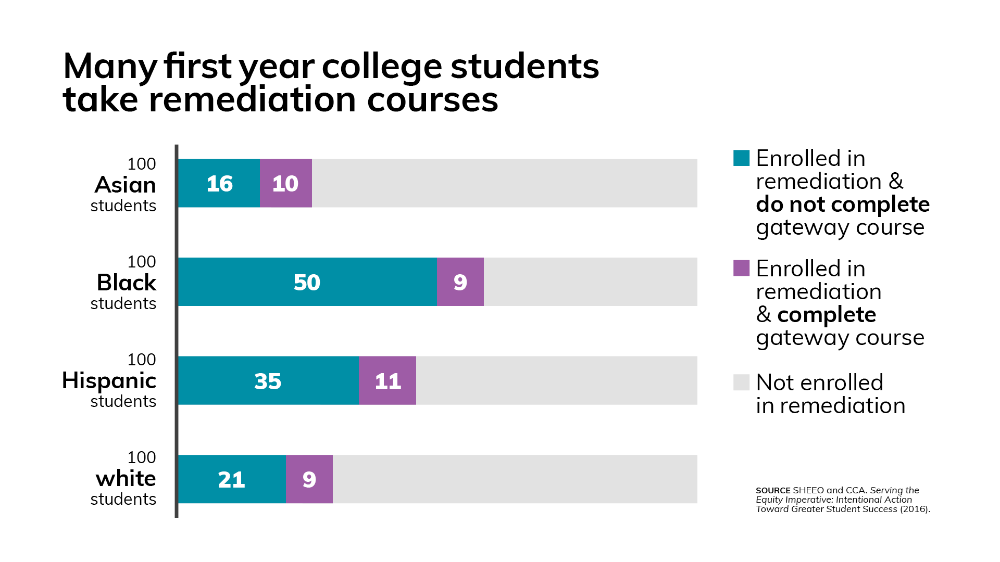 Many first year college students
take remediation courses
100
Asian
students
16
10
100
Black
students
50
9
100
Hispanic
students
35
11
100
white
students
21
9
Enrolled in
remediation &
do not complete
gateway course
Enrolled in
remediation
& complete
gateway course
Not enrolled
in remediation
SOURCE SHEEO and CCA. Serving the
Equity Imperative: Intentional Action
Toward Greater Student Success (2016).